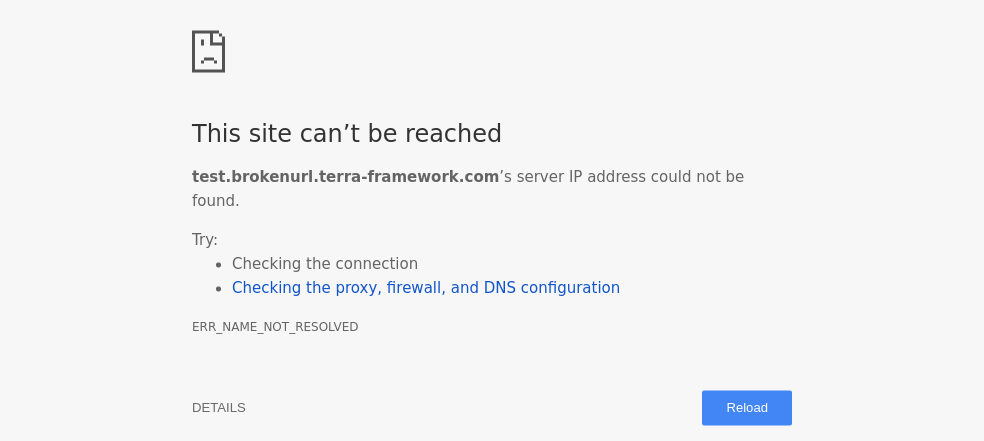 This site can’t be reached
test.brokenurl.terra-framework.com’s server IP address could not be
found.
Try:
Checking the connection
Checking the proxy, firewall, and DNS configuration
ERR_NAME_NOT_RESOLVED
DETAILS
Reload